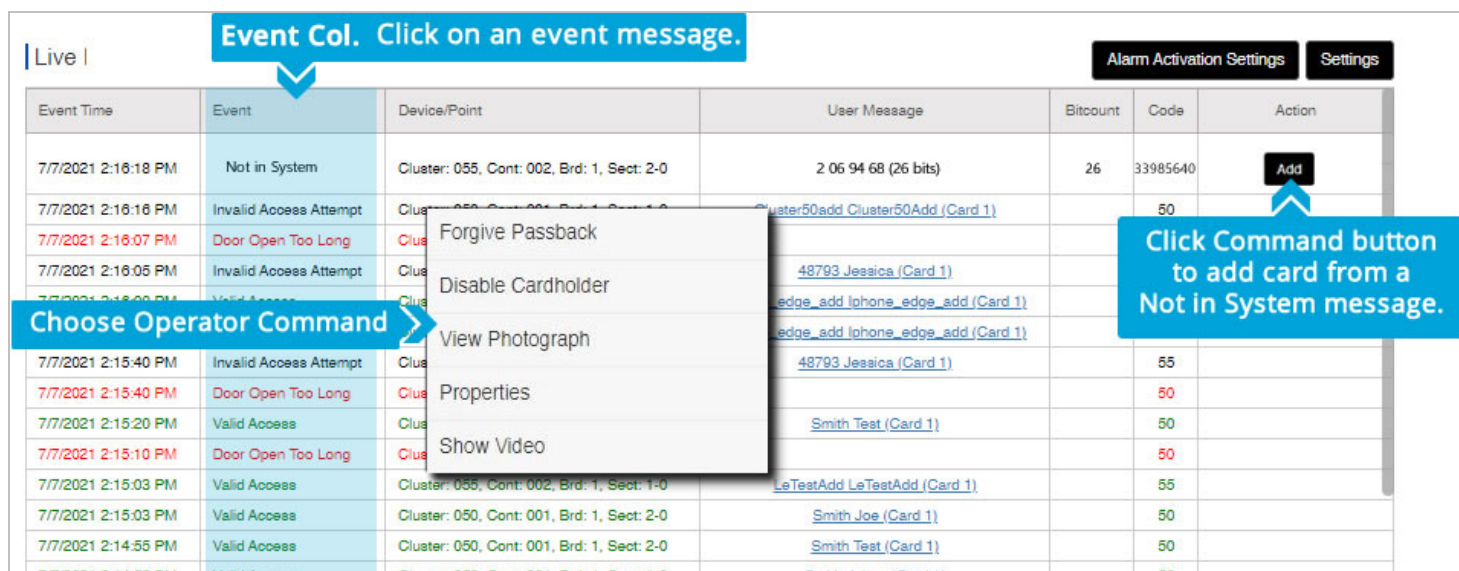 Event Col. Click on an event message.
Live
Alarm Activation Settings Settings
Event Time Event Device/Point User Message Bitcount Code Action
7/7/2021 2:16:18 PM Not in System Cluster: 055, Cont: 002, Brd: 1, Sect: 2-0 2 06 94 68 (26 bits) 26 33985640 Add
7/7/2021 2:16:16 PM Invalid Access Attempt Cluster50add Cluster50Add (Card 1) 50
7/7/2021 2:16:07 PM Door Open Too Long
7/7/2021 2:16:05 PM Invalid Access Attempt 48793 Jessica (Card 1)
_edge_add Iphone_edge_add (Card 1)
_edge_add Iphone_edge_add (Card 1)
7/7/2021 2:15:40 PM Invalid Access Attempt 48793 Jessica (Card 1) 55
7/7/2021 2:15:40 PM Door Open Too Long 50
7/7/2021 2:15:20 PM Valid Access Smith Test (Card 1) 50
7/7/2021 2:15:10 PM Door Open Too Long 50
7/7/2021 2:15:03 PM Valid Access Cluster: 055, Cont: 002, Brd: 1, Sect: 1-0 LeTestAdd LeTestAdd (Card 1) 55
7/7/2021 2:15:03 PM Valid Access Cluster: 050, Cont: 001, Brd: 1, Sect: 2-0 Smith Joe (Card 1) 50
7/7/2021 2:14:55 PM Valid Access Cluster: 050, Cont: 001, Brd: 1, Sect: 2-0 Smith Test (Card 1) 50
Choose Operator Command
Forgive Passback
Disable Cardholder
View Photograph
Properties
Show Video
Click Command button
to add card from a
Not in System message.